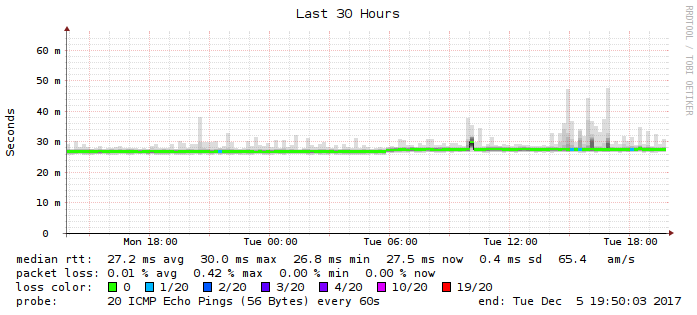 Last 30 Hours
RRDTOOL / TOBI OETIKER
Seconds
60 m
50 m
40 m
30 m
20 m
10 m
0
Mon 18:00 Tue 00:00 Tue 06:00 Tue 12:00 Tue 18:00
median rtt: 27.2 ms avg 30.0 ms max 26.8 ms min 27.5 ms now 0.4 ms sd 65.4 am/s
packet loss: 0.01 % avg 0.42 % max 0.00 % min 0.00 % now
loss color: 0 1/20 2/20 3/20 4/20 10/20 19/20
probe: 20 ICMP Echo Pings (56 Bytes) every 60s end: Tue Dec 5 19:50:03 2017